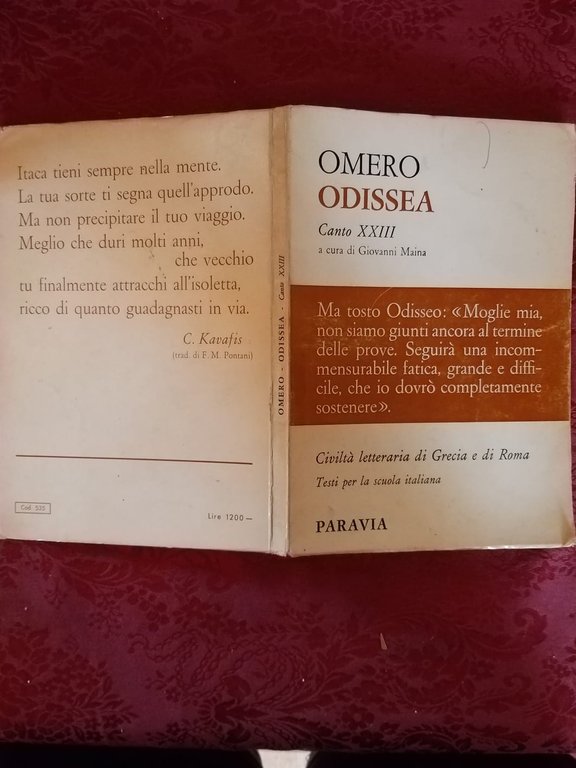 Itaca tieni sempre nella mente.
La tua sorte ti segna quell'approdo.
Ma non precipitare il tuo viaggio.
Meglio che duri molti anni,
che vecchio
tu finalmente attracchi all'isoletta,
ricco di quanto guadagnasti in via.
C. Kavafis
(trad. di F. M. Pontani)
Cod. 535
Lire 1200 —
OMERO - ODISSEA - Canto XXIII
OMERO
ODISSEA
Canto XXIII
a cura di Giovanni Maina
Ma tosto Odisseo: «Moglie mia,
non siamo giunti ancora al termine
delle prove. Seguirà una incom-
mensurabile fatica, grande e diffi-
cile, che io dovrò completamente
sostenere».
Civiltà letteraria di Grecia e di Roma
Testi per la scuola italiana
PARAVIA